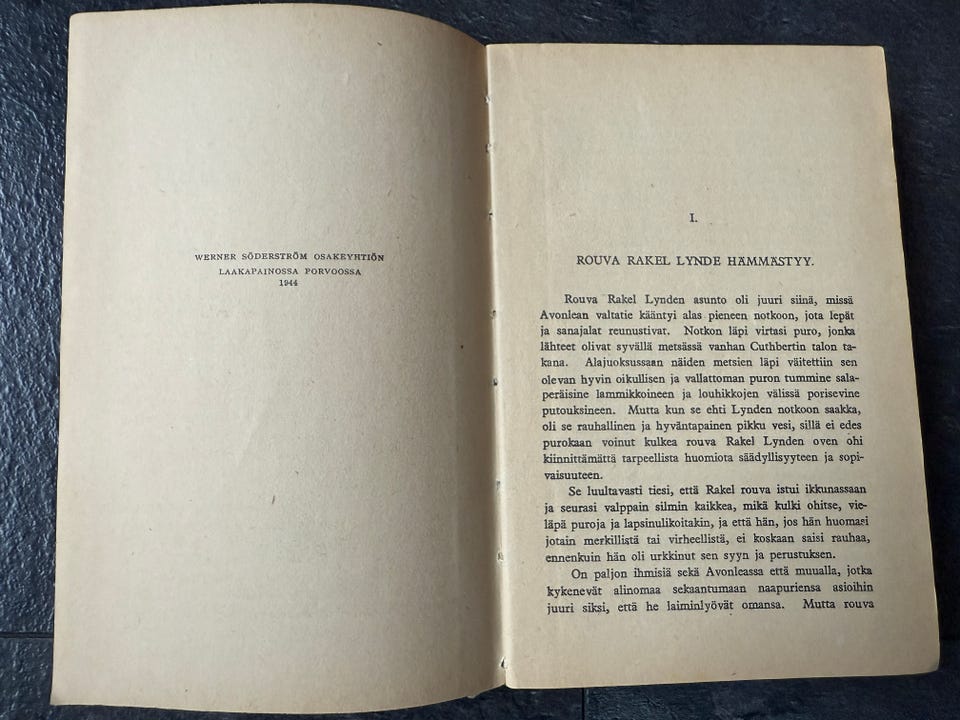 WERNER SÖDERSTRÖM OSAKEYHTIÖN
LAAKAPAINOSSA PORVOOSSA
1944
I.
ROUVA RAKEL LYNDE HÄMMÄSTYY.
Rouva Rakel Lynden asunto oli juuri siinä, missä
Avonlean valtatie kääntyi alas pieneen notkoon, jota lepät
ja sanajalat reunustivat. Notkon läpi virtasi puro, jonka
lähteet olivat syvällä metsässä vanhan Cuthbertin talon ta-
kana. Alajuoksussaan näiden metsien läpi väitettiin sen
olevan hyvin oikullisen ja vallattoman puron tummine sala-
peräisine lammikkoineen ja louhikkojen välissä porisevine
putouksineen. Mutta kun se ehti Lynden notkoon saakka,
oli se rauhallinen ja hyväntapainen pikku vesi, sillä ei edes
purokaan voinut kulkea rouva Rakel Lynden oven ohi
kiinnittämättä tarpeellista huomiota säädyllisyyteen ja sopi-
vaisuuteen.
Se luultavasti tiesi, että Rakel rouva istui ikkunassaan
ja seurasi valppain silmin kaikkea, mikä kulki ohitse, vie-
läpä puroja ja lapsinulikoitakin, ja että hän, jos hän huomasi
jotain merkillistä tai virheellistä, ei koskaan saisi rauhaa,
ennenkuin hän oli urkkinut sen syyn ja perustuksen.
On paljon ihmisiä sekä Avonleassa että muualla, jotka
kykenevät alinomaa sekaantumaan naapuriensa asioihin
juuri siksi, että he laiminlyövät omansa. Mutta rouva